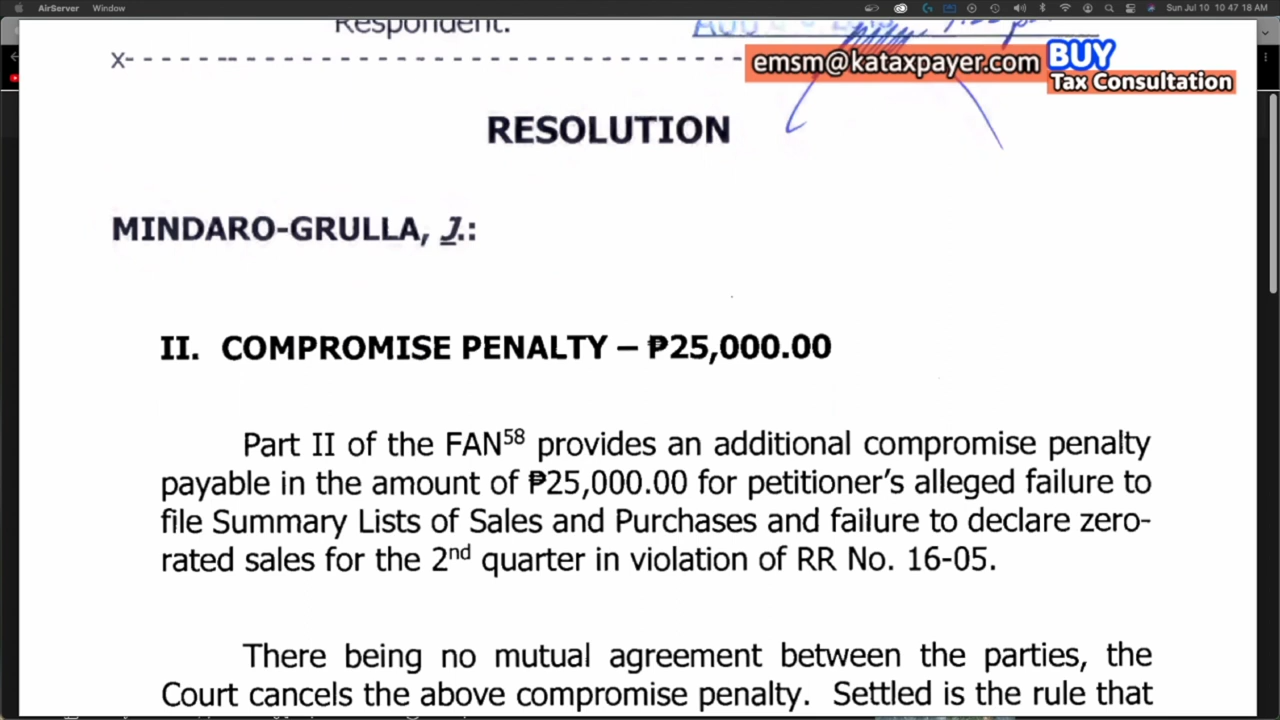 AirServer Window Sun Jul 10 10:47 18 AM
Respondent.
emsm@kataxpayer.com BUY
Tax Consultation
x- - - - - - - - - - - - - - - - - - - - - - - - - - - - - - - - - - - - - - -
RESOLUTION
MINDARO-GRULLA, J.:
II. COMPROMISE PENALTY – ₱25,000.00
Part II of the FAN58 provides an additional compromise penalty
payable in the amount of ₱25,000.00 for petitioner's alleged failure to
file Summary Lists of Sales and Purchases and failure to declare zero-
rated sales for the 2nd quarter in violation of RR No. 16-05.
There being no mutual agreement between the parties, the
Court cancels the above compromise penalty. Settled is the rule that